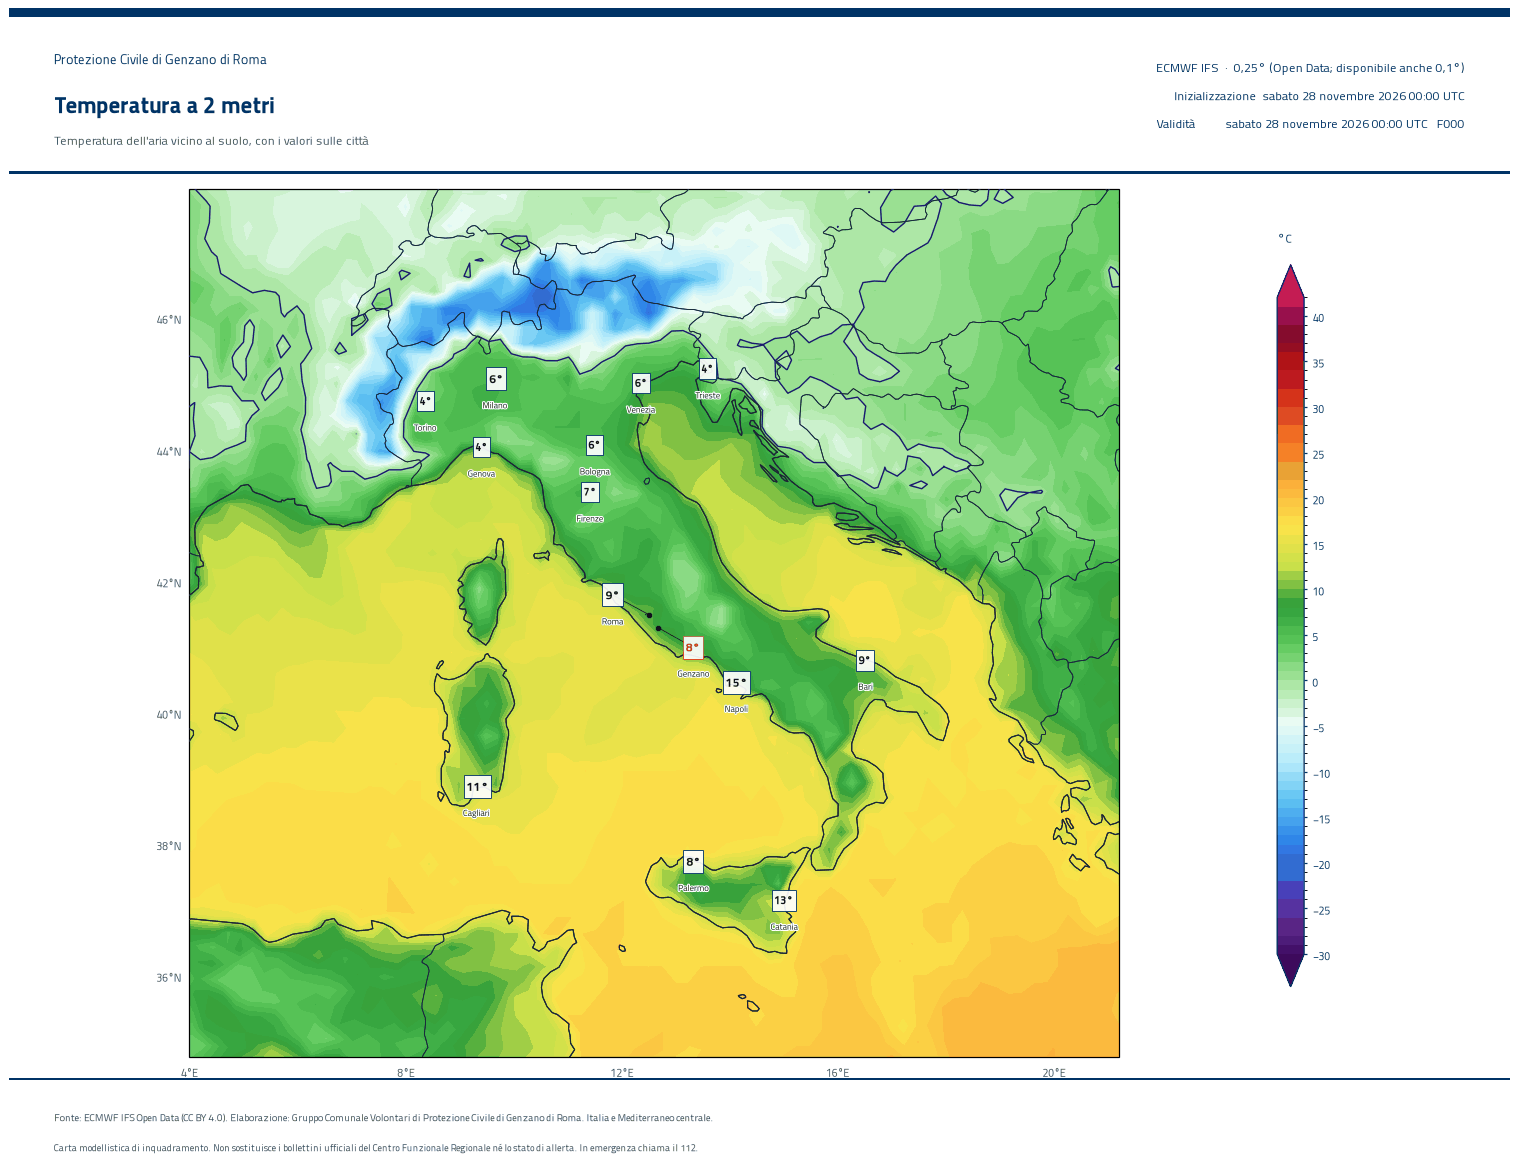 Protezione Civile di Genzano di Roma
Temperatura a 2 metri
Temperatura dell'aria vicino al suolo, con i valori sulle città
ECMWF IFS · 0,25° (Open Data; disponibile anche 0,1°)
Inizializzazione sabato 28 novembre 2026 00:00 UTC
Validità sabato 28 novembre 2026 00:00 UTC F000
°C
46°N
44°N
42°N
40°N
38°N
36°N
4°E
8°E
12°E
16°E
20°E
4°
Torino
6°
Milano
6°
Venezia
4°
Trieste
4°
Genova
6°
Bologna
7°
Firenze
9°
Roma
8°
Genzano
15°
Napoli
9°
Bari
11°
Cagliari
8°
Palermo
13°
Catania
40
35
30
25
20
15
10
5
0
−5
−10
−15
−20
−25
−30
Fonte: ECMWF IFS Open Data (CC BY 4.0). Elaborazione: Gruppo Comunale Volontari di Protezione Civile di Genzano di Roma. Italia e Mediterraneo centrale.
Carta modellistica di inquadramento. Non sostituisce i bollettini ufficiali del Centro Funzionale Regionale né lo stato di allerta. In emergenza chiama il 112.